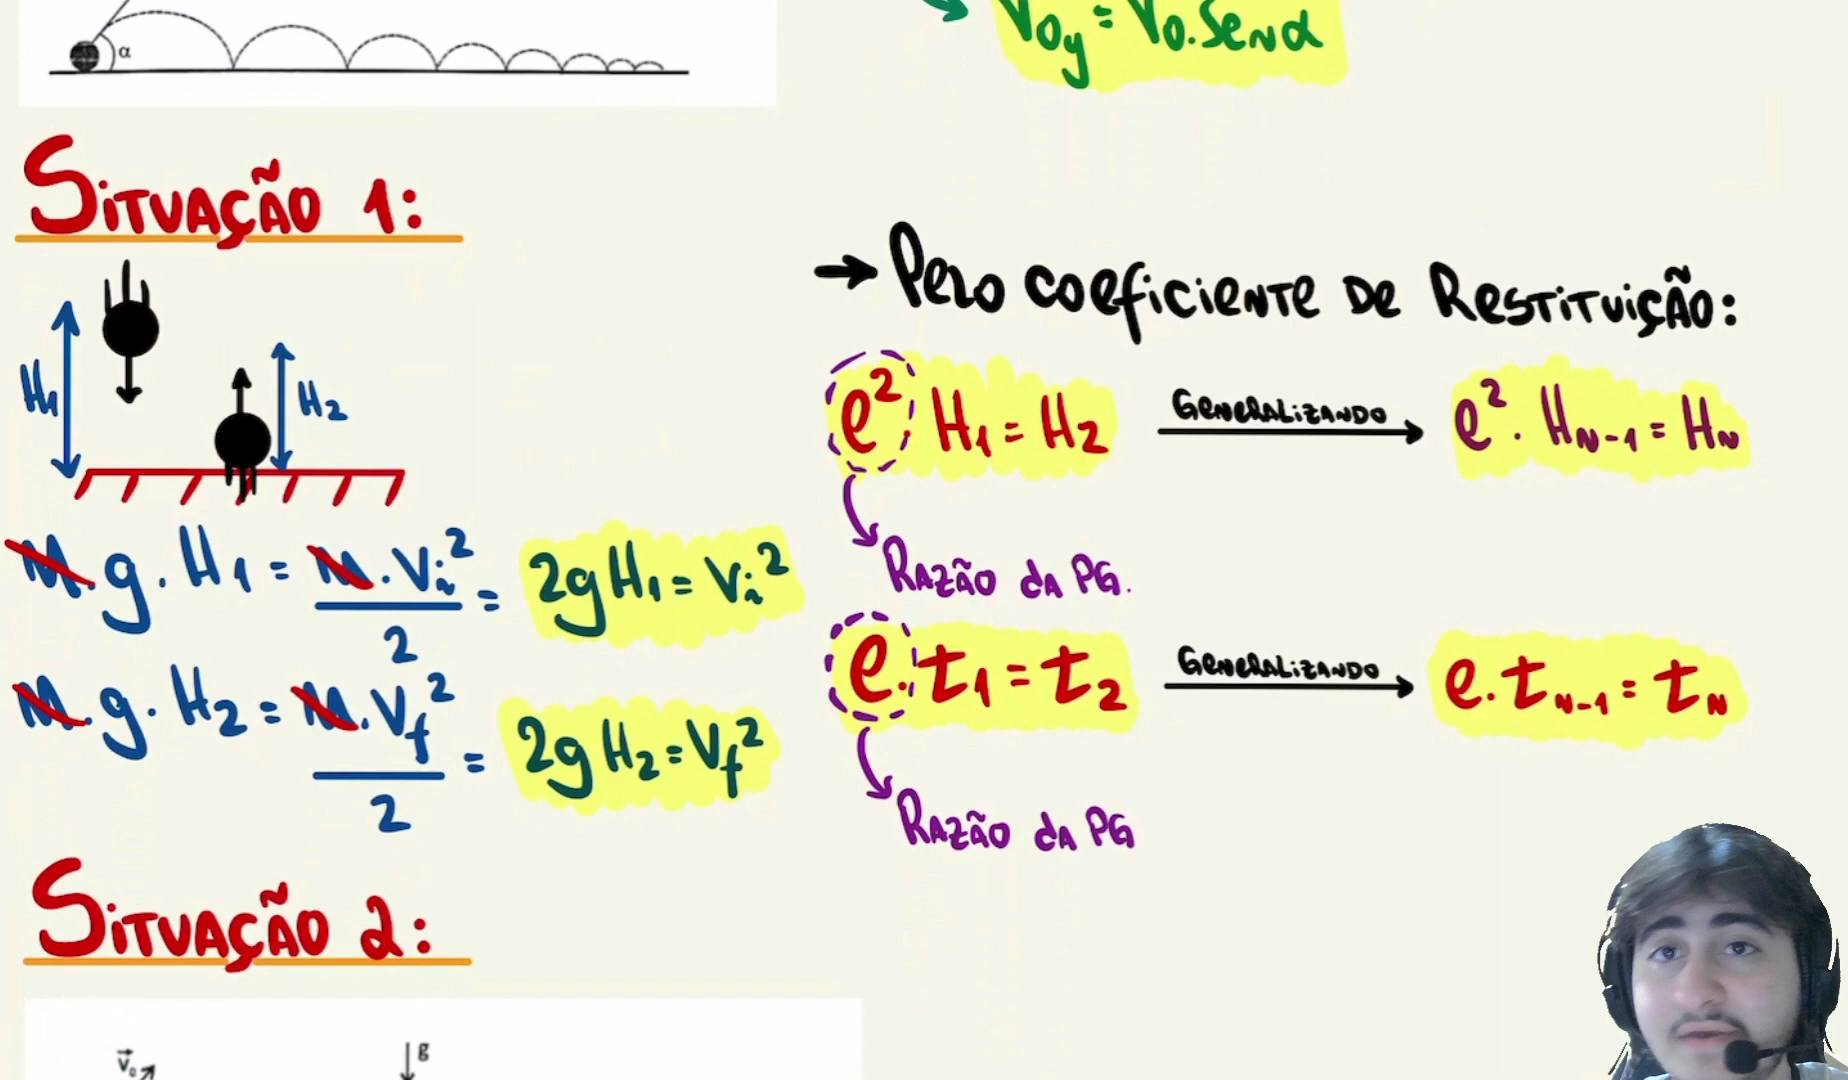 V0y = V0.Senα
α
Situação 1:
→ Pelo coeficiente de Restituição:
H1
H2
e² H1 = H2
Generalizando
e². HN-1 = HN
Razão da PG.
M.g.H1 = M.Vi²/2 = 2gH1 = Vi²
e.t1 = t2
Generalizando
e.tN-1 = tN
M.g.H2 = M.Vf²/2 = 2gH2 = Vf²
Razão da PG
Situação 2:
V0
g